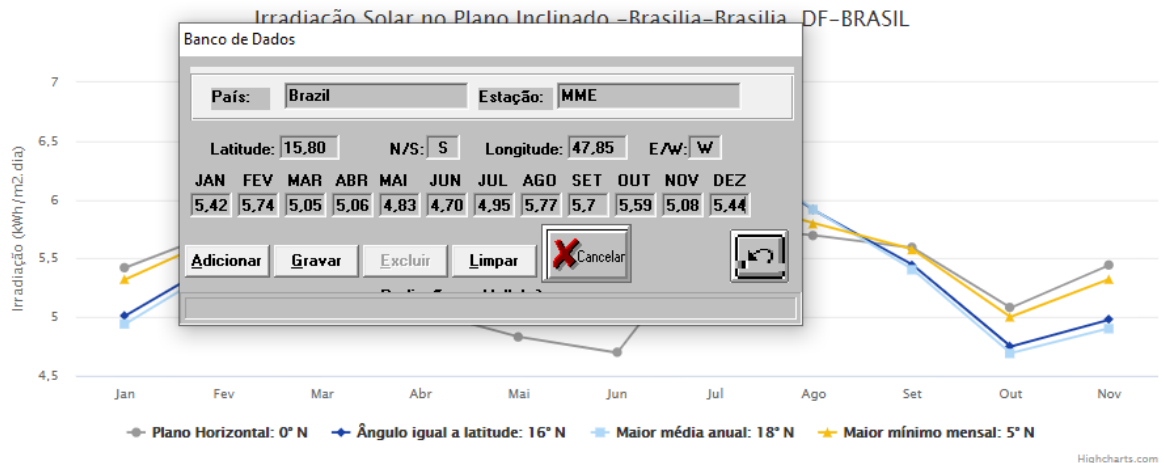 Irradiação Solar no Plano Inclinado –Brasilia–Brasilia, DF–BRASIL
Banco de Dados
País: Brazil Estação: MME
Latitude: 15,80 N/S: S Longitude: 47,85 E/W: W
JAN FEV MAR ABR MAI JUN JUL AGO SET OUT NOV DEZ
5,42 5,74 5,05 5,06 4,83 4,70 4,95 5,77 5,7 5,59 5,08 5,44
Adicionar Gravar Excluir Limpar Cancelar
Irradiação (kWh/m2.dia)
7
6,5
6
5,5
5
4,5
Jan Fev Mar Abr Mai Jun Jul Ago Set Out Nov
Plano Horizontal: 0° N Ângulo igual a latitude: 16° N Maior média anual: 18° N Maior mínimo mensal: 5° N
Highcharts.com